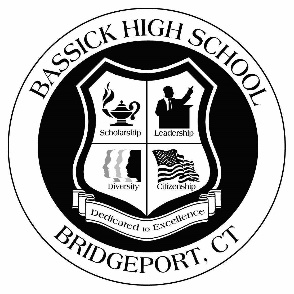 BASSICK HIGH SCHOOL
Scholarship
Leadership
Diversity
Citizenship
Dedicated to Excellence
BRIDGEPORT, CT